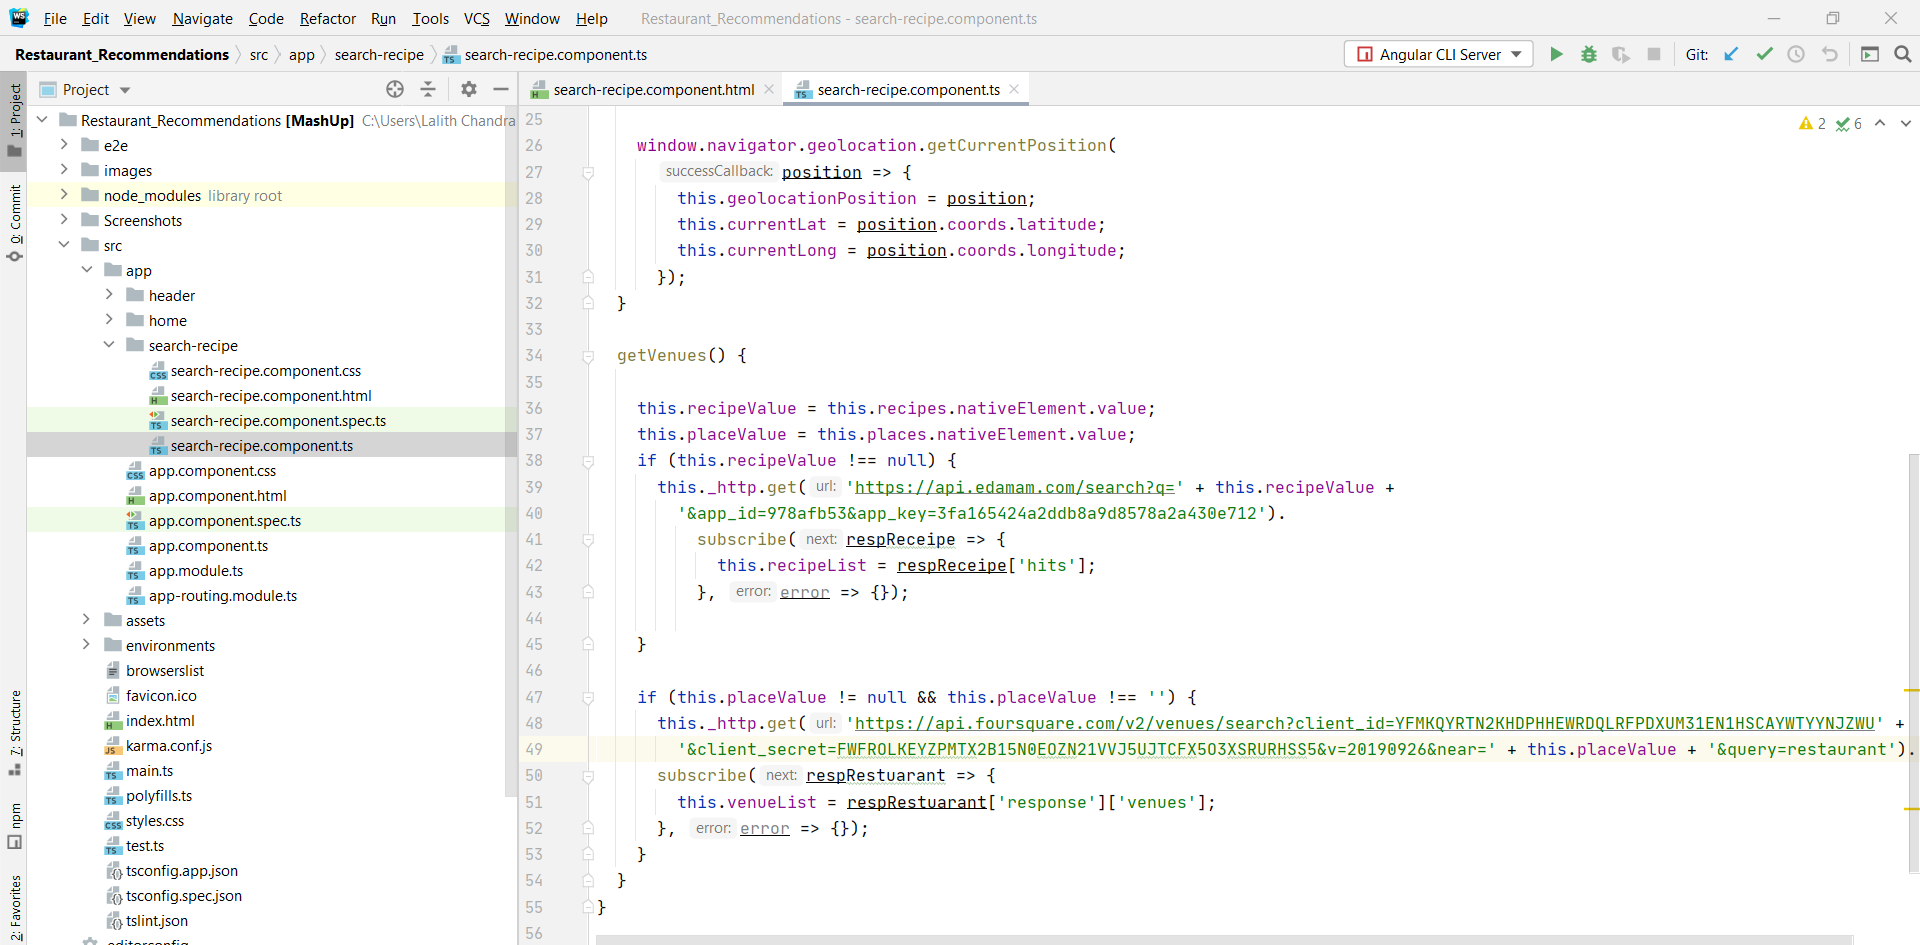 File Edit View Navigate Code Refactor Run Tools VCS Window Help Restaurant_Recommendations - search-recipe.component.ts
Restaurant_Recommendations src app search-recipe search-recipe.component.ts Angular CLI Server Git:
Project search-recipe.component.html search-recipe.component.ts
1: Project
0: Commit
7: Structure
npm
2: Favorites
Restaurant_Recommendations [MashUp] C:\Users\Lalith Chandra
e2e
images
node_modules library root
Screenshots
src
app
header
home
search-recipe
search-recipe.component.css
search-recipe.component.html
search-recipe.component.spec.ts
search-recipe.component.ts
app.component.css
app.component.html
app.component.spec.ts
app.component.ts
app.module.ts
app-routing.module.ts
assets
environments
browserslist
favicon.ico
index.html
karma.conf.js
main.ts
polyfills.ts
styles.css
test.ts
tsconfig.app.json
tsconfig.spec.json
tslint.json
2 6
25
26 window.navigator.geolocation.getCurrentPosition(
27 successCallback: position => {
28 this.geolocationPosition = position;
29 this.currentLat = position.coords.latitude;
30 this.currentLong = position.coords.longitude;
31 });
32 }
33
34 getVenues() {
35
36 this.recipeValue = this.recipes.nativeElement.value;
37 this.placeValue = this.places.nativeElement.value;
38 if (this.recipeValue !== null) {
39 this._http.get( url: 'https://api.edamam.com/search?q=' + this.recipeValue +
40 '&app_id=978afb53&app_key=3fa165424a2ddb8a9d8578a2a430e712').
41 subscribe( next: respReceipe => {
42 this.recipeList = respReceipe['hits'];
43 }, error: error => {});
44
45 }
46
47 if (this.placeValue != null && this.placeValue !== '') {
48 this._http.get( url: 'https://api.foursquare.com/v2/venues/search?client_id=YFMKQYRTN2KHDPHHEWRDQLRFPDXUM31EN1HSCAYWTYYNJZWU' +
49 '&client_secret=FWFROLKEYZPMTX2B15N0EOZN21VVJ5UJTCFX5O3XSRURHSS5&v=20190926&near=' + this.placeValue + '&query=restaurant').
50 subscribe( next: respRestuarant => {
51 this.venueList = respRestuarant['response']['venues'];
52 }, error: error => {});
53 }
54 }
55 }
56